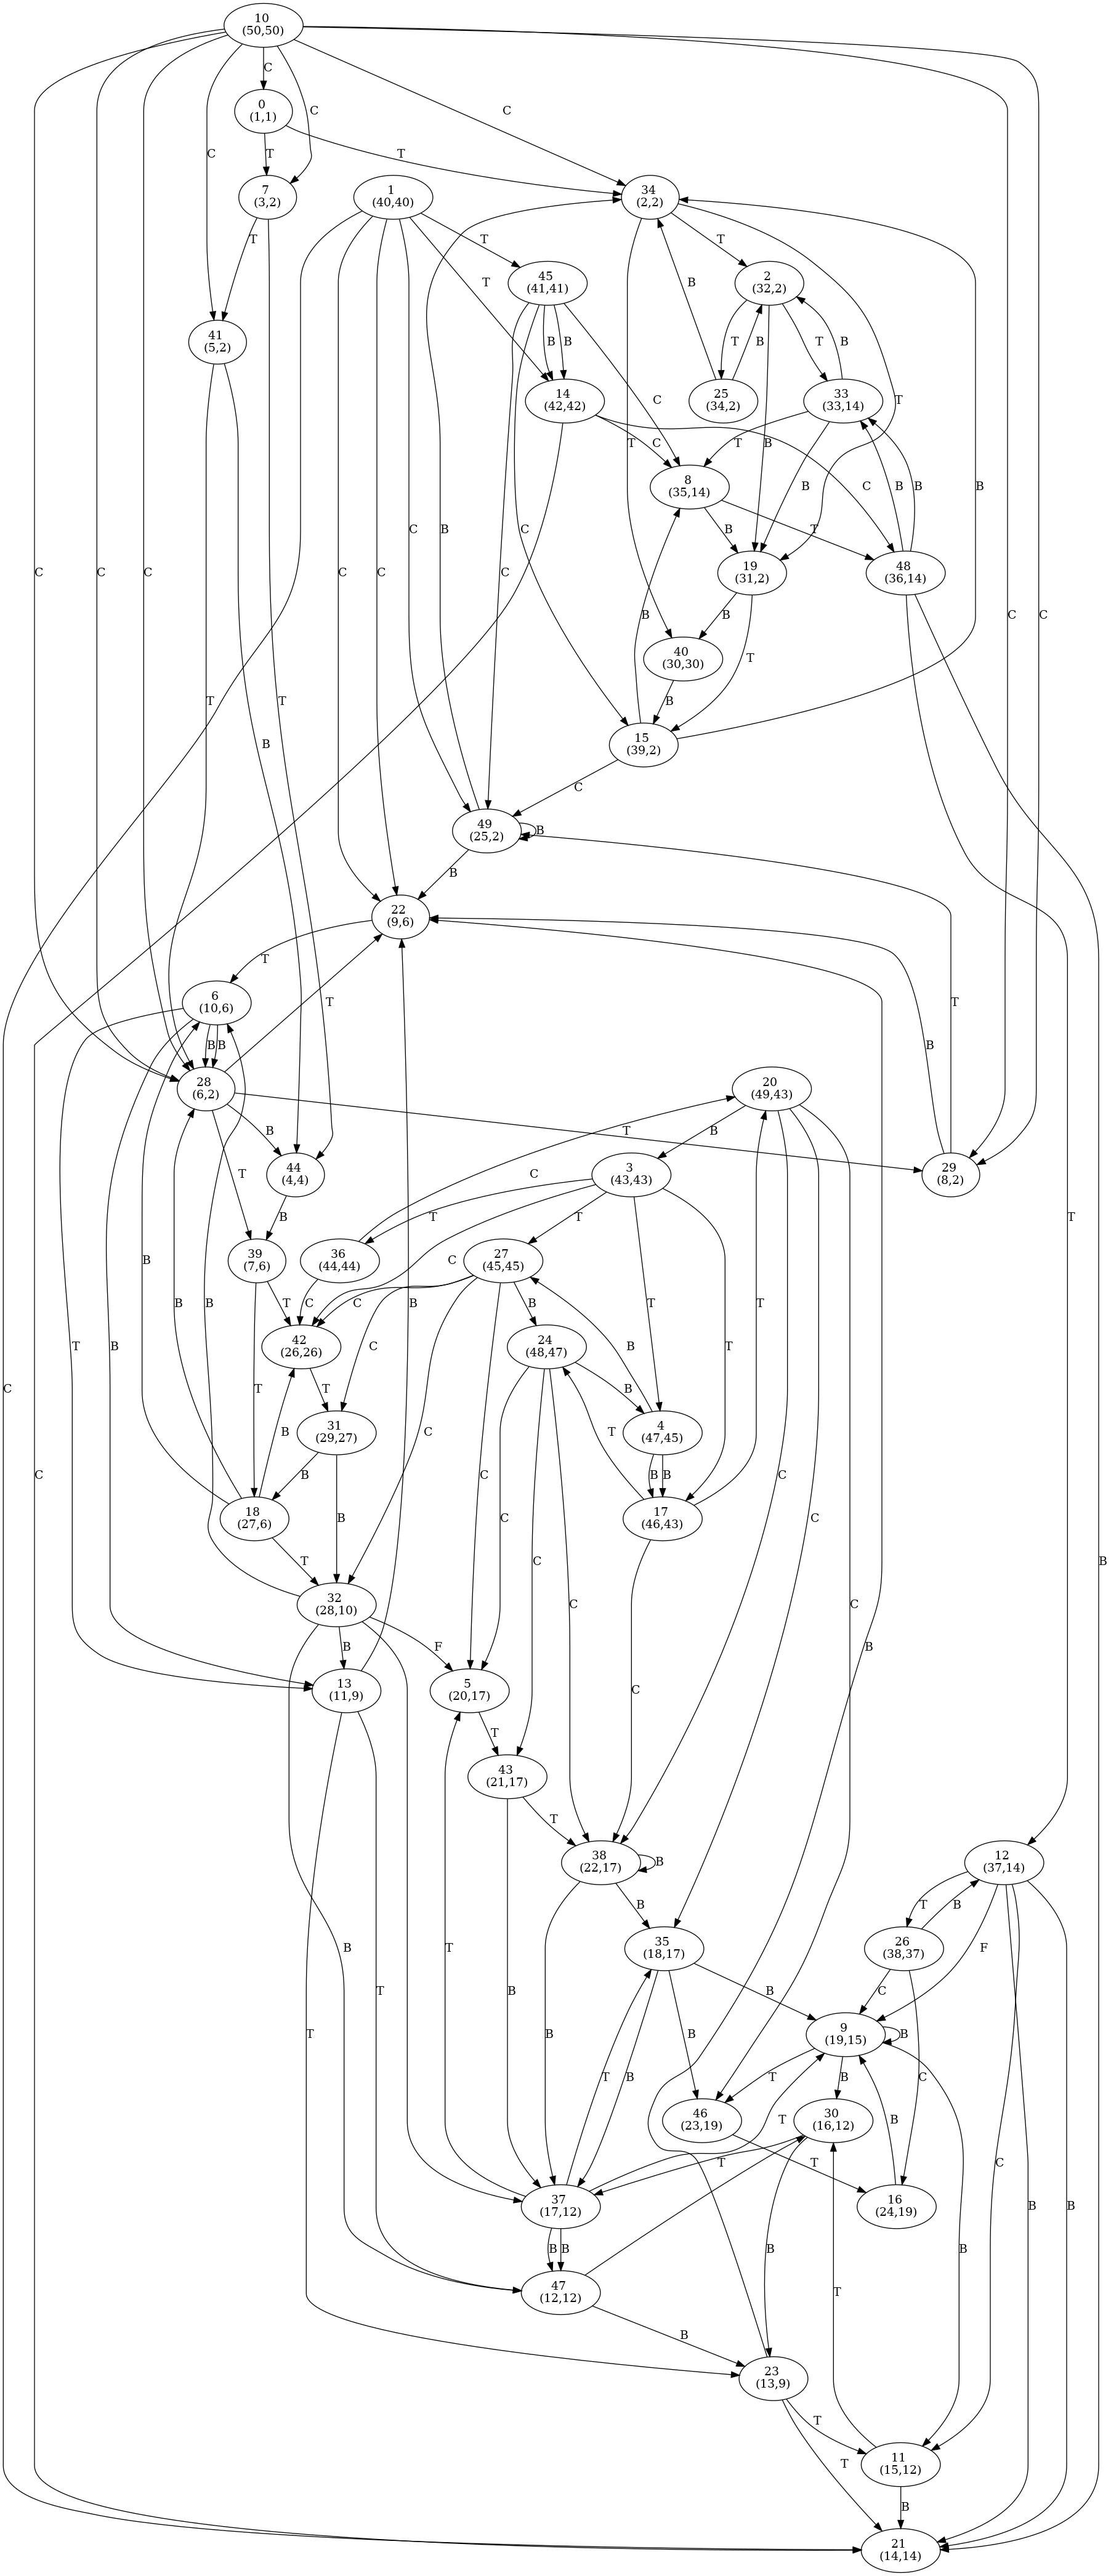 10
(50,50)
C
0
(1,1)
C
C
C
T
T
7
(3,2)
34
(2,2)
1
(40,40)
T
T
T
T
45
(41,41)
2
(32,2)
41
(5,2)
B
B
B
T
B
T
B
14
(42,42)
25
(34,2)
33
(33,14)
T
C
T
C
T
B
B
8
(35,14)
C
C
B
B
B
B
T
C
C
C
C
C
C
B
19
(31,2)
48
(36,14)
C
C
B
B
40
(30,30)
T
B
15
(39,2)
T
T
B
C
49
(25,2)
B
B
22
(9,6)
T
6
(10,6)
T
T
B
B
B
28
(6,2)
20
(49,43)
T
B
B
44
(4,4)
3
(43,43)
C
29
(8,2)
T
B
T
T
T
39
(7,6)
36
(44,44)
C
27
(45,45)
T
C
C
B
B
T
C
T
T
42
(26,26)
24
(48,47)
B
C
T
B
T
B
T
C
31
(29,27)
4
(47,45)
B
C
B
B
B
B
18
(27,6)
C
C
17
(46,43)
T
B
C
C
C
C
32
(28,10)
B
F
13
(11,9)
5
(20,17)
T
43
(21,17)
T
38
(22,17)
B
12
(37,14)
B
T
35
(18,17)
26
(38,37)
B
T
T
B
B
T
B
B
C
F
C
9
(19,15)
B
T
B
C
B
B
B
T
46
(23,19)
30
(16,12)
T
T
B
16
(24,19)
37
(17,12)
B
B
B
B
47
(12,12)
B
T
23
(13,9)
T
T
11
(15,12)
B
21
(14,14)